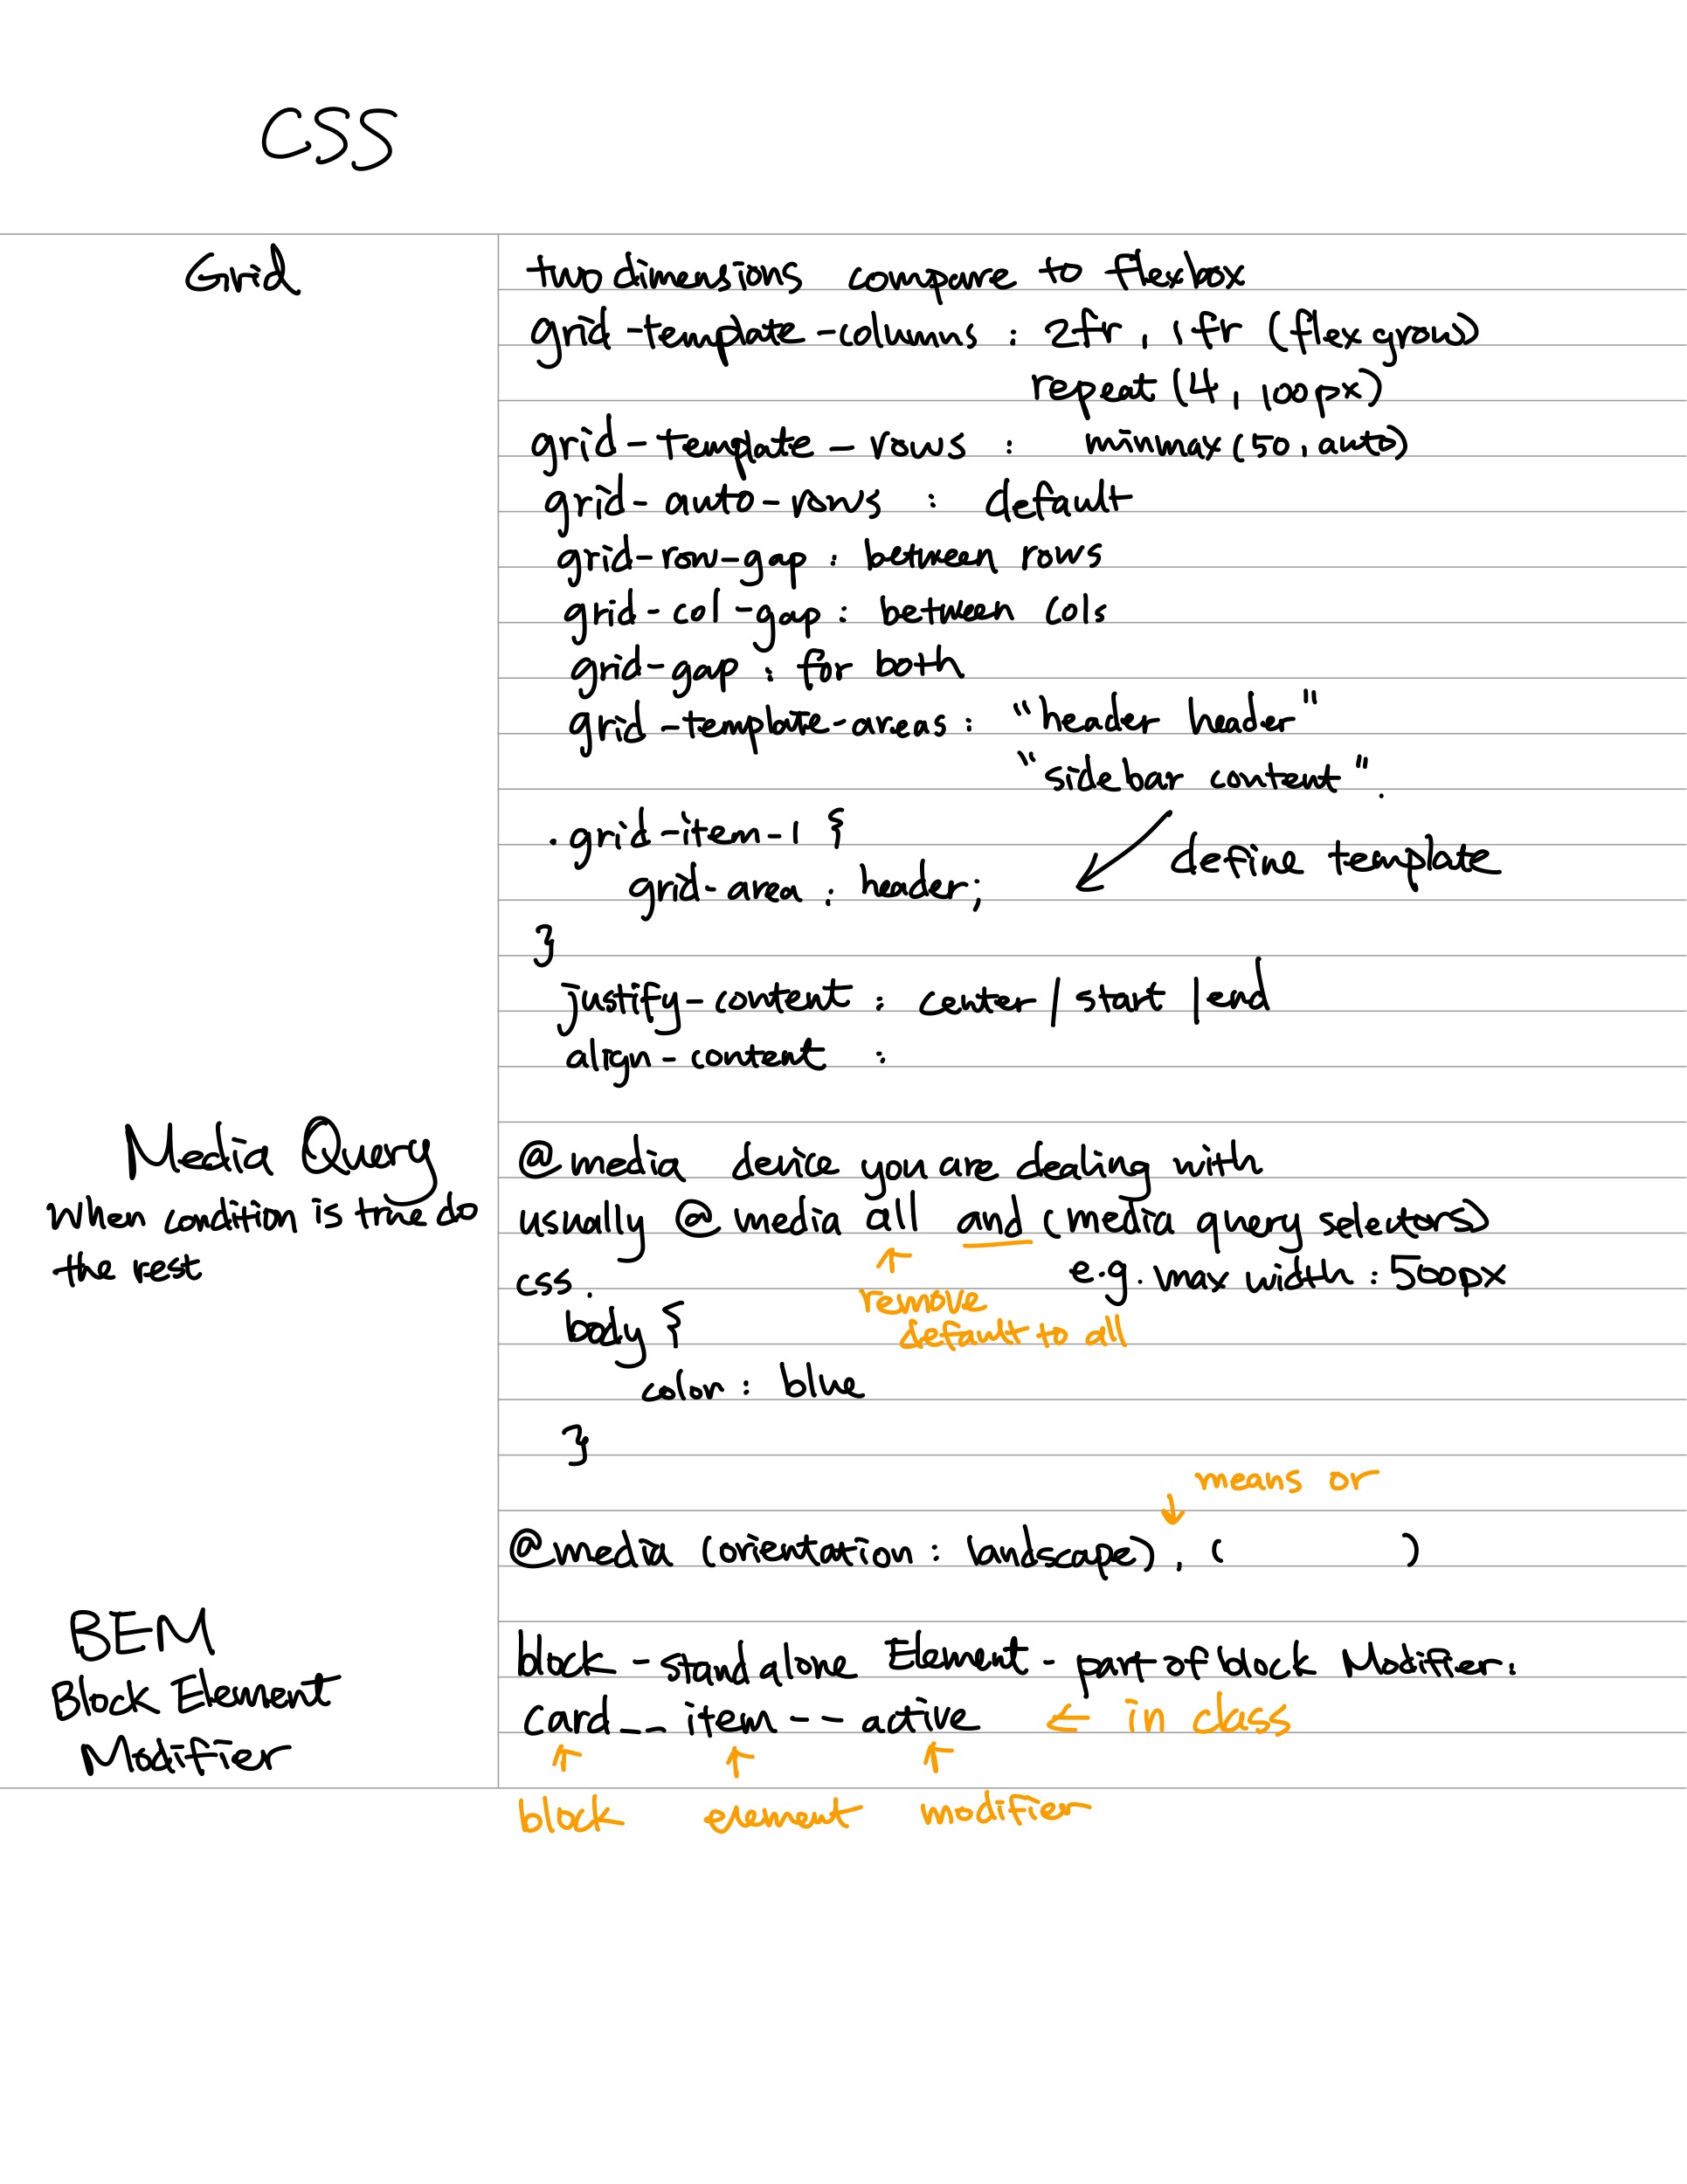 CSS
Grid
two dimensions compare to flexbox
grid-template-columns : 2fr, 1fr (flex grow)
repeat (4, 100px)
grid-template-rows : minmax (50, auto)
grid-auto-rows : default
grid-row-gap : between rows
grid-col-gap : between cols
grid-gap : for both
grid-template-areas : "header header"
"sidebar content".
.grid-item-1 {
grid-area : header;
define template
}
justify-content : center / start | end
align-content :
Media Query
When condition is true do
the rest
@media device you are dealing with
usually @media all and (media query selectors)
css.
e.g. max width : 500px
remove
default to all
body {
color : blue
}
means or
@media (orientation : landscape), ( )
BEM
Block Element
Modifier
block - stand alone Element - part of block Modifier:
card__item--active ← in class
block element modifier